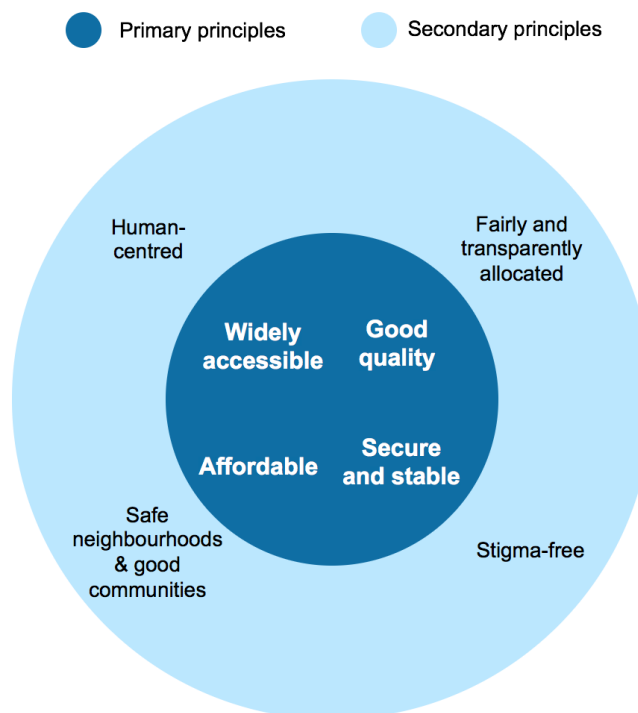 Primary principles
Secondary principles
Human-
centred
Fairly and
transparently
allocated
Widely
accessible
Good
quality
Affordable
Secure
and stable
Safe
neighbourhoods
& good
communities
Stigma-free